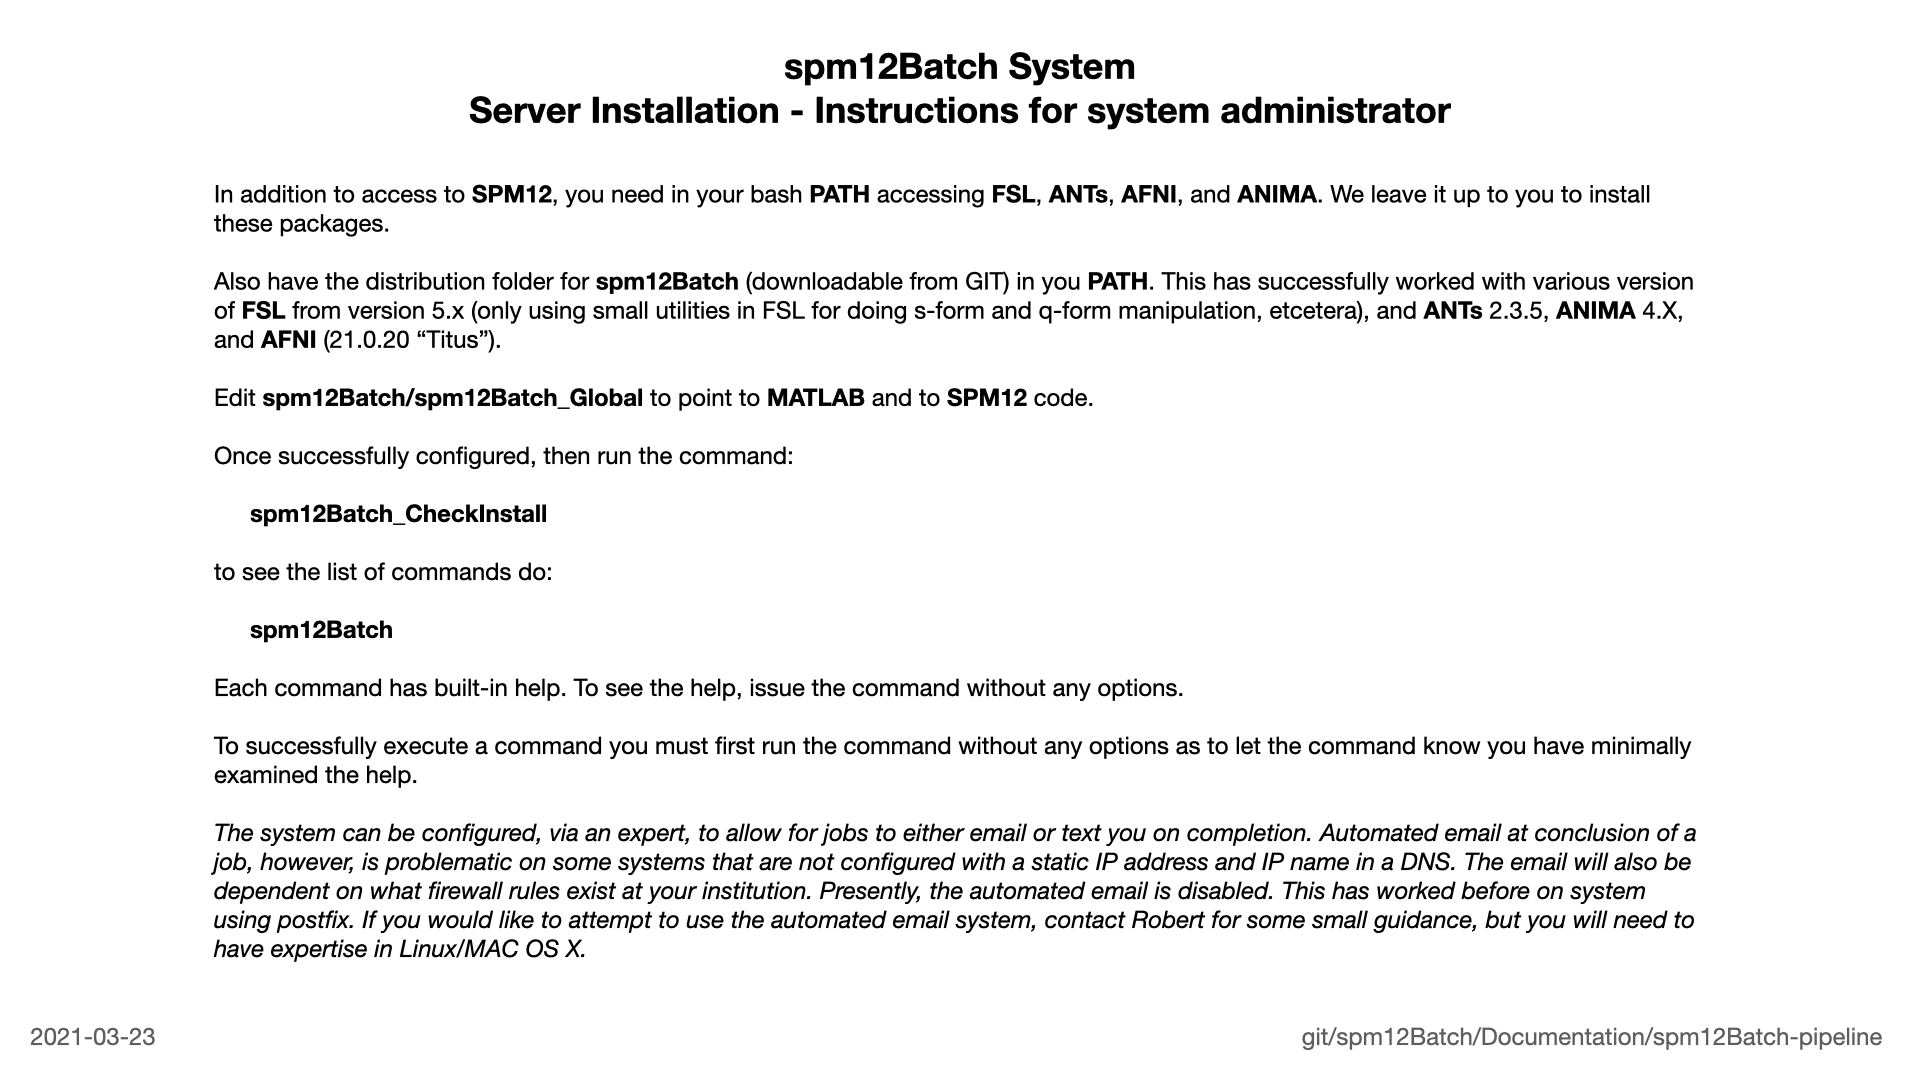 spm12Batch System
Server Installation - Instructions for system administrator
In addition to access to SPM12, you need in your bash PATH accessing FSL, ANTs, AFNI, and ANIMA. We leave it up to you to install
these packages.
Also have the distribution folder for spm12Batch (downloadable from GIT) in you PATH. This has successfully worked with various version
of FSL from version 5.x (only using small utilities in FSL for doing s-form and q-form manipulation, etcetera), and ANTs 2.3.5, ANIMA 4.X,
and AFNI (21.0.20 “Titus”).
Edit spm12Batch/spm12Batch_Global to point to MATLAB and to SPM12 code.
Once successfully configured, then run the command:
spm12Batch_CheckInstall
to see the list of commands do:
spm12Batch
Each command has built-in help. To see the help, issue the command without any options.
To successfully execute a command you must first run the command without any options as to let the command know you have minimally
examined the help.
The system can be configured, via an expert, to allow for jobs to either email or text you on completion. Automated email at conclusion of a
job, however, is problematic on some systems that are not configured with a static IP address and IP name in a DNS. The email will also be
dependent on what firewall rules exist at your institution. Presently, the automated email is disabled. This has worked before on system
using postfix. If you would like to attempt to use the automated email system, contact Robert for some small guidance, but you will need to
have expertise in Linux/MAC OS X.
2021-03-23
git/spm12Batch/Documentation/spm12Batch-pipeline